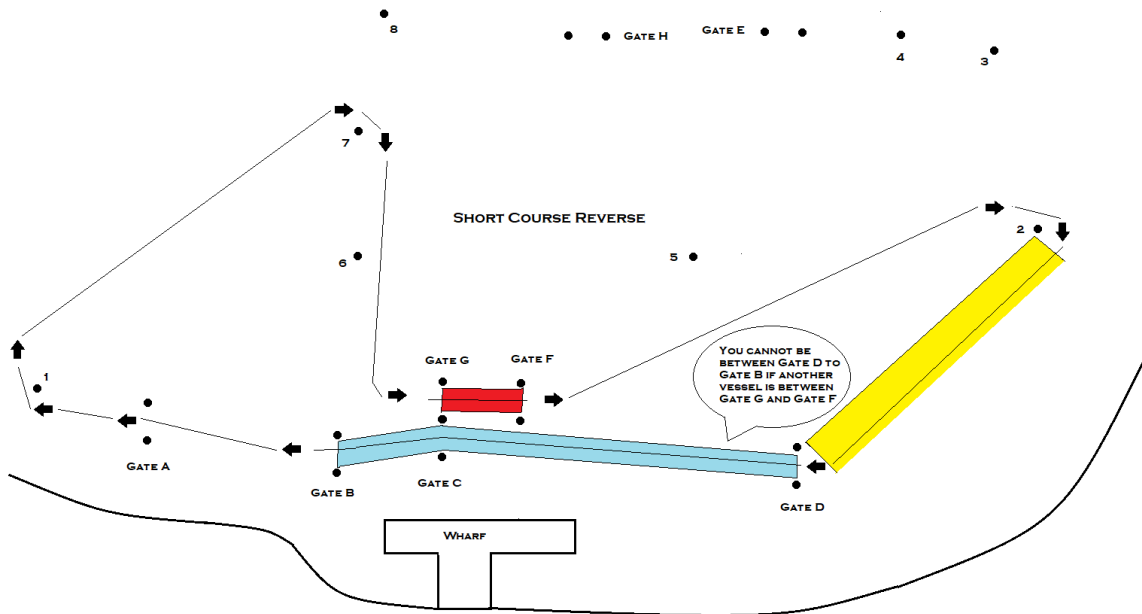 8
Gate H
Gate E
4
3
7
Short Course Reverse
2
6
5
You cannot be
between Gate D to
Gate B if another
vessel is between
Gate G and Gate F
Gate G
Gate F
1
Gate A
Gate B
Gate C
Gate D
Wharf